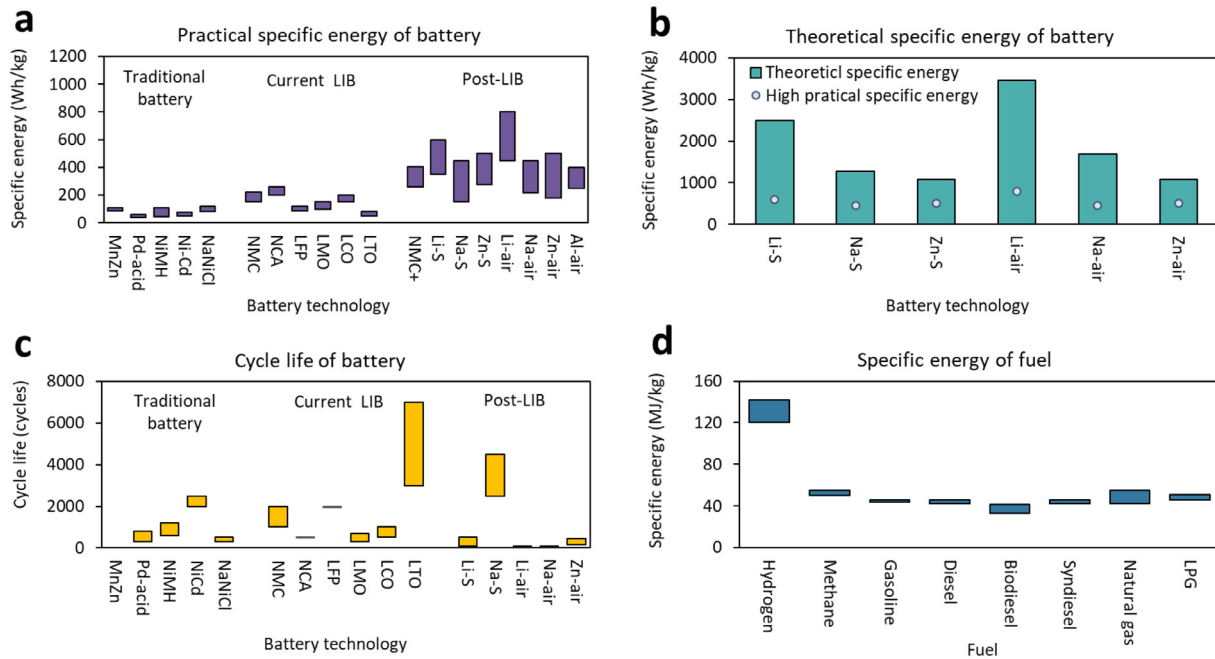 a
Practical specific energy of battery
Specific energy (Wh/kg)
1200
1000
800
600
400
200
0
Traditional
battery
Current LIB
Post-LIB
MnZn
Pd-acid
NiMH
Ni-Cd
NaNiCl
NMC
NCA
LFP
LMO
LCO
LTO
NMC+
Li-S
Na-S
Zn-S
Li-air
Na-air
Zn-air
Al-air
Battery technology
b
Theoretical specific energy of battery
Specific energy (Wh/kg)
4000
3000
2000
1000
0
Theoreticl specific energy
High pratical specific energy
Li-S
Na-S
Zn-S
Li-air
Na-air
Zn-air
Battery technology
c
Cycle life of battery
Cycle life (cycles)
8000
6000
4000
2000
0
Traditional
battery
Current LIB
Post-LIB
MnZn
Pd-acid
NiMH
NiCd
NaNiCl
NMC
NCA
LFP
LMO
LCO
LTO
Li-S
Na-S
Li-air
Na-air
Zn-air
Battery technology
d
Specific energy of fuel
Specific energy (MJ/kg)
160
120
80
40
0
Hydrogen
Methane
Gasoline
Diesel
Biodiesel
Syndiesel
Natural gas
LPG
Fuel